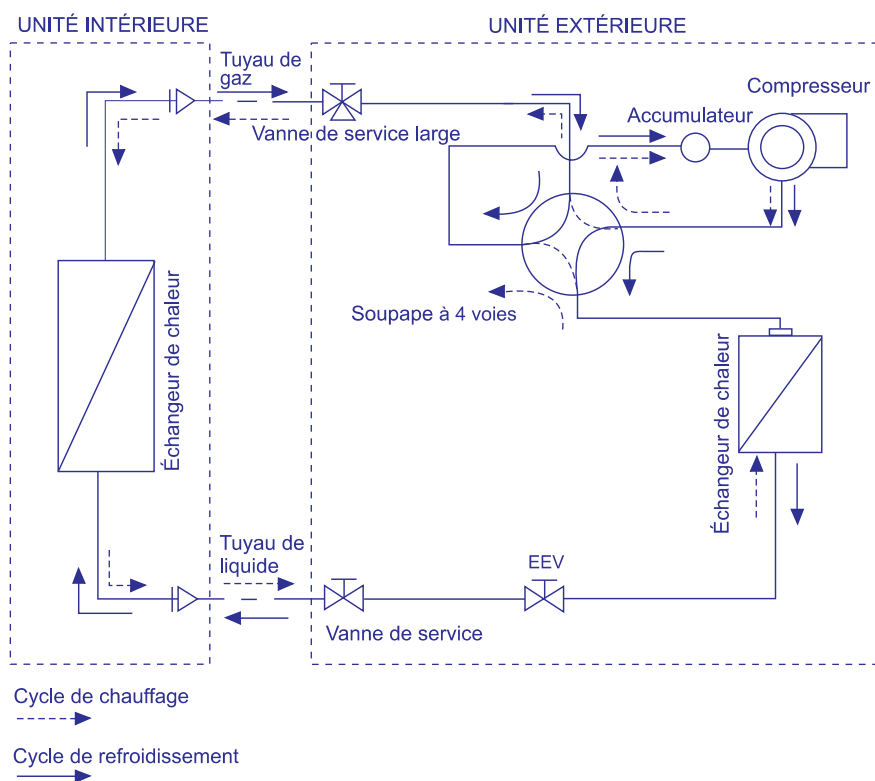 UNITÉ INTÉRIEURE
UNITÉ EXTÉRIEURE
Tuyau de
gaz
Vanne de service large
Compresseur
Accumulateur
Échangeur de chaleur
Soupape à 4 voies
Échangeur de chaleur
Tuyau de
liquide
EEV
Vanne de service
Cycle de chauffage
Cycle de refroidissement